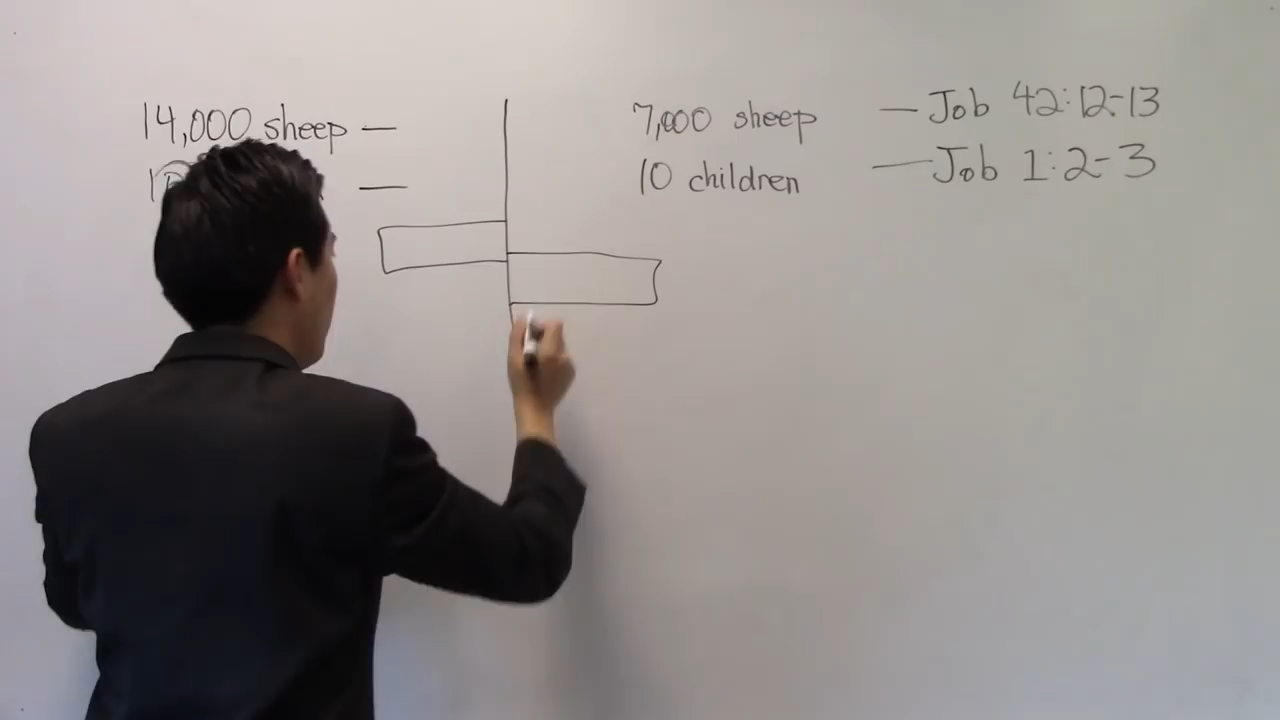 14,000 sheep —
—
7,000 sheep — Job 42:12-13
10 children — Job 1:2-3